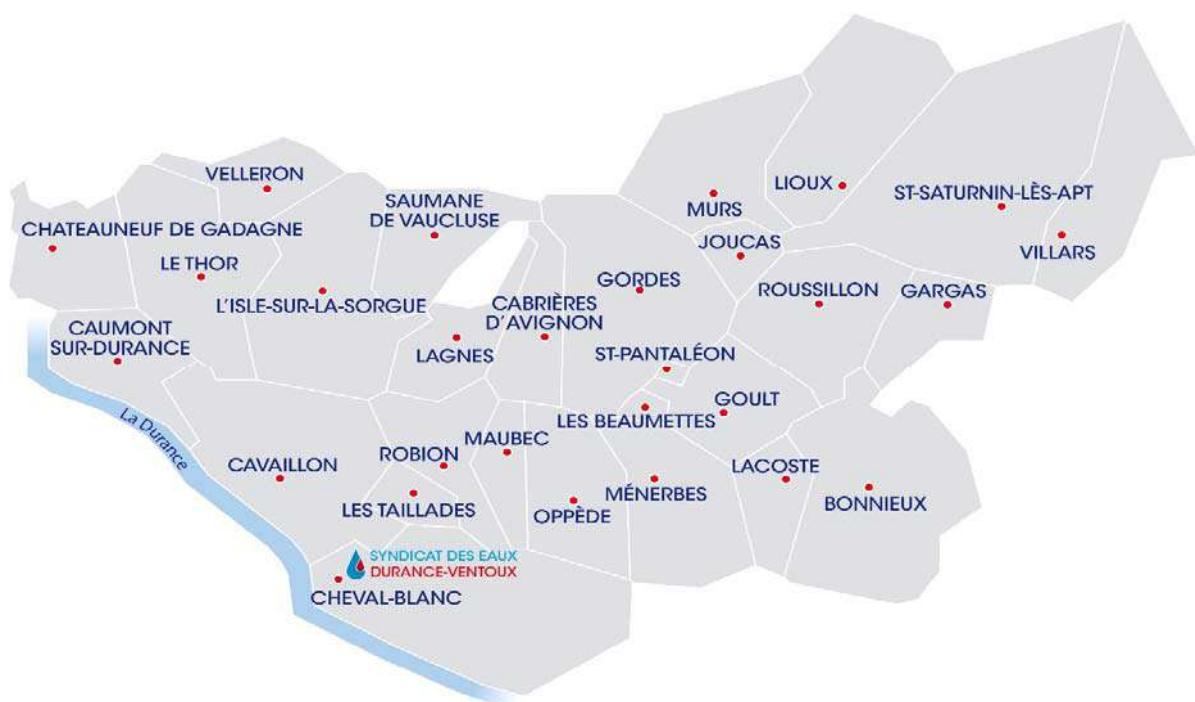 VELLERON
SAUMANE
DE VAUCLUSE
LIOUX
ST-SATURNIN-LÈS-APT
MURS
CHATEAUNEUF DE GADAGNE
JOUCAS
VILLARS
LE THOR
GORDES
ROUSSILLON
GARGAS
L'ISLE-SUR-LA-SORGUE
CABRIÈRES
D'AVIGNON
CAUMONT
SUR-DURANCE
LAGNES
ST-PANTALÉON
GOULT
LES BEAUMETTES
La Durance
MAUBEC
ROBION
CAVAILLON
LACOSTE
MÉNERBES
BONNIEUX
LES TAILLADES
OPPÈDE
SYNDICAT DES EAUX
DURANCE-VENTOUX
CHEVAL-BLANC